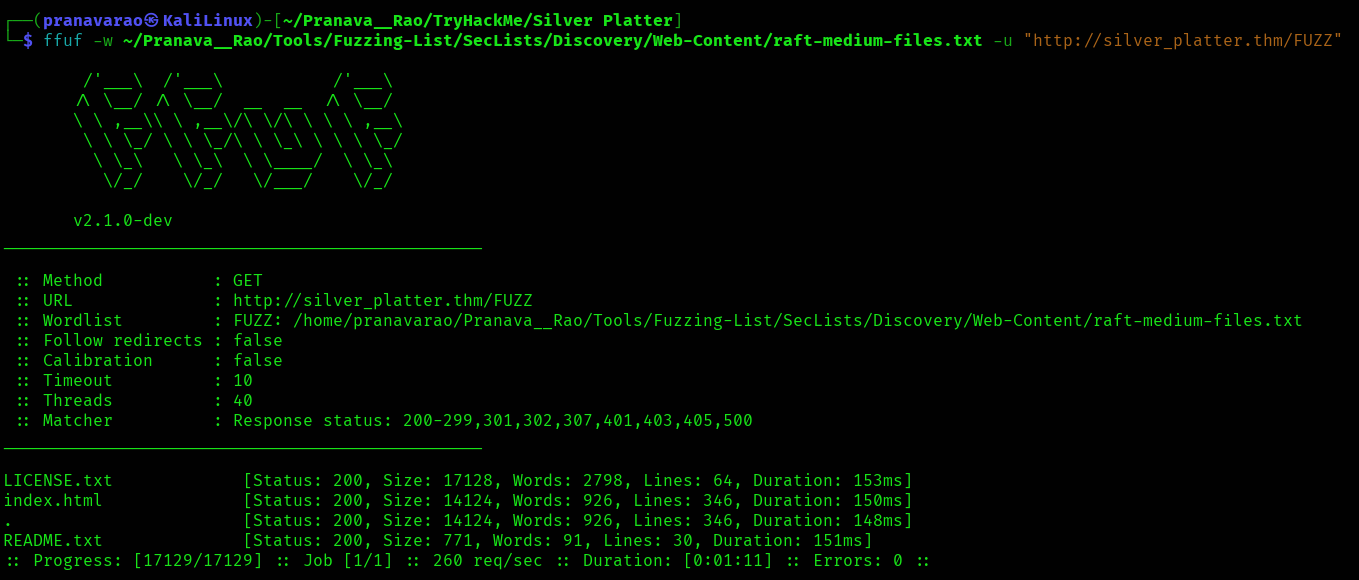 ┌──(pranavarao㉿KaliLinux)-[~/Pranava__Rao/TryHackMe/Silver Platter]
└─$ ffuf -w ~/Pranava__Rao/Tools/Fuzzing-List/SecLists/Discovery/Web-Content/raft-medium-files.txt -u "http://silver_platter.thm/FUZZ"

        /'___\  /'___\           /'___\
       /\ \__/ /\ \__/  __  __  /\ \__/
       \ \ ,__\\ \ ,__\/\ \/\ \ \ \ ,__\
        \ \ \_/ \ \ \_/\ \ \_\ \ \ \ \_/
         \ \_\   \ \_\  \ \____/  \ \_\
          \/_/    \/_/   \/___/    \/_/

       v2.1.0-dev
________________________________________________

 :: Method           : GET
 :: URL              : http://silver_platter.thm/FUZZ
 :: Wordlist         : FUZZ: /home/pranavarao/Pranava__Rao/Tools/Fuzzing-List/SecLists/Discovery/Web-Content/raft-medium-files.txt
 :: Follow redirects : false
 :: Calibration      : false
 :: Timeout          : 10
 :: Threads          : 40
 :: Matcher          : Response status: 200-299,301,302,307,401,403,405,500
________________________________________________

LICENSE.txt             [Status: 200, Size: 17128, Words: 2798, Lines: 64, Duration: 153ms]
index.html              [Status: 200, Size: 14124, Words: 926, Lines: 346, Duration: 150ms]
.                       [Status: 200, Size: 14124, Words: 926, Lines: 346, Duration: 148ms]
README.txt              [Status: 200, Size: 771, Words: 91, Lines: 30, Duration: 151ms]
:: Progress: [17129/17129] :: Job [1/1] :: 260 req/sec :: Duration: [0:01:11] :: Errors: 0 ::